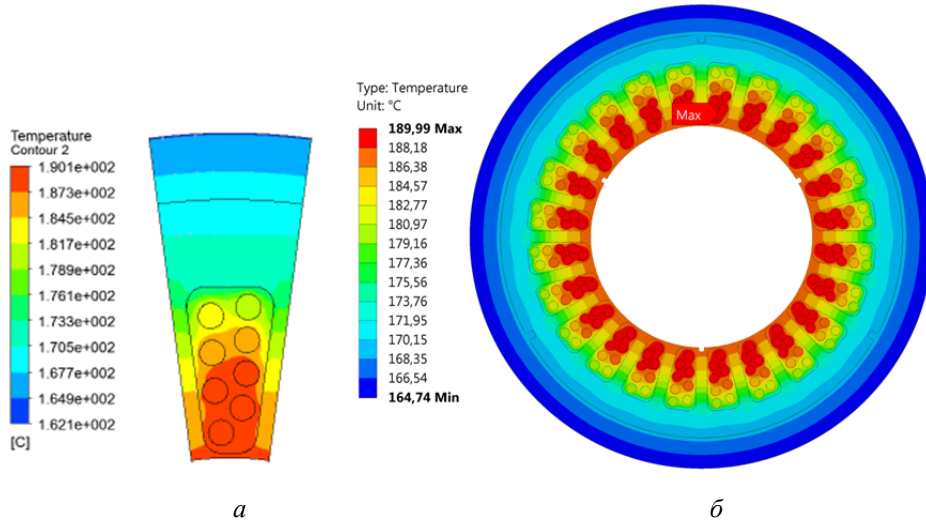 Temperature
Contour 2
1.901e+002
1.873e+002
1.845e+002
1.817e+002
1.789e+002
1.761e+002
1.733e+002
1.705e+002
1.677e+002
1.649e+002
1.621e+002
[C]
Type: Temperature
Unit: °C
189,99 Max
188,18
186,38
184,57
182,77
180,97
179,16
177,36
175,56
173,76
171,95
170,15
168,35
166,54
164,74 Min
Max
а
б